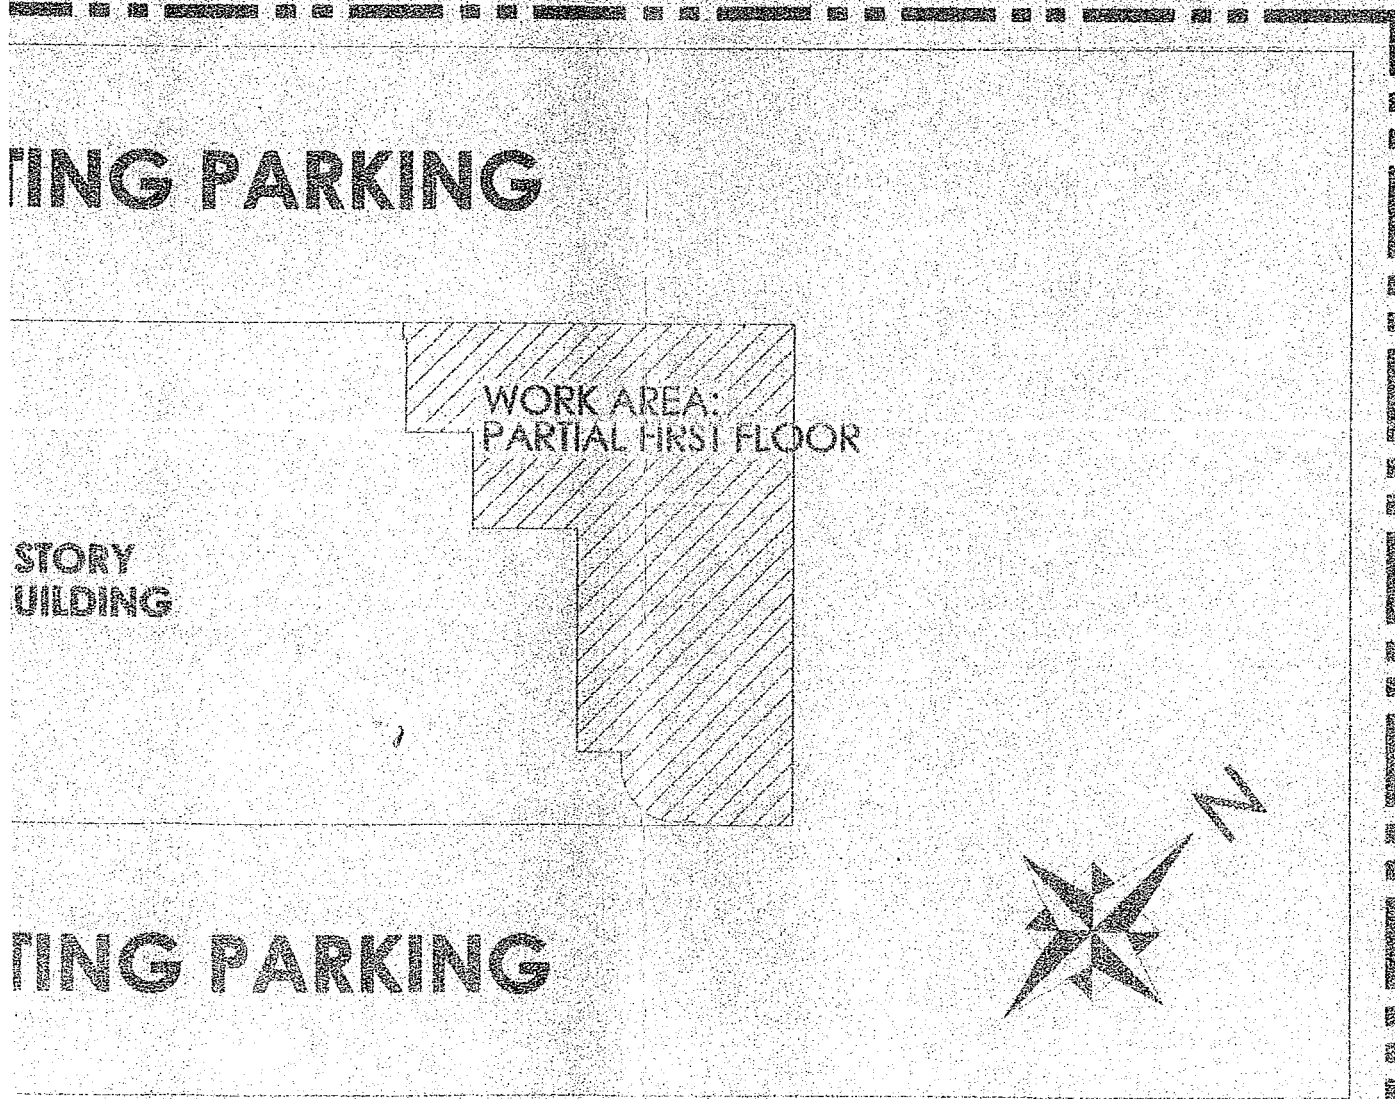 TING PARKING
WORK AREA:
PARTIAL FIRST FLOOR
STORY
UILDING
N
TING PARKING